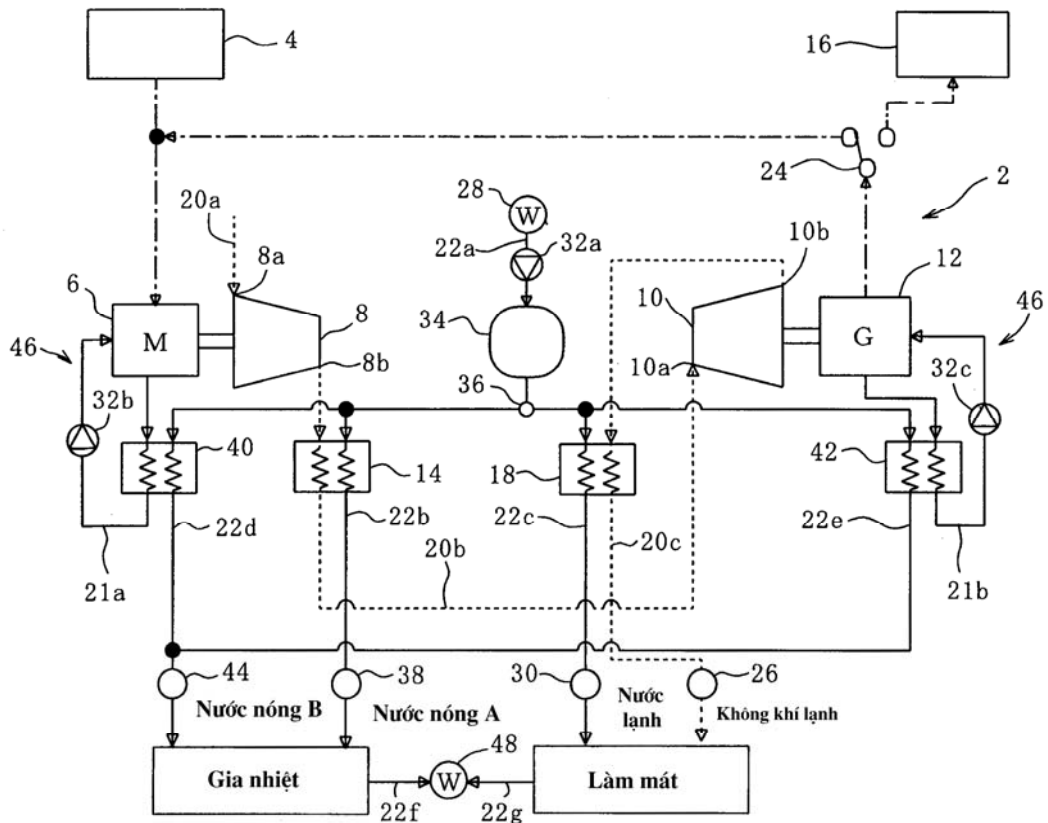 4
16
24
2
20a
8a
28
W
22a
32a
10b
12
6
M
8
34
10
G
46
8b
10a
46
36
32b
32c
40
14
18
42
22d
22b
22c
22e
20b
20c
21a
21b
44
38
30
26
Nước nóng B
Nước nóng A
Nước lạnh
Không khí lạnh
48
Gia nhiệt
W
Làm mát
22f
22g